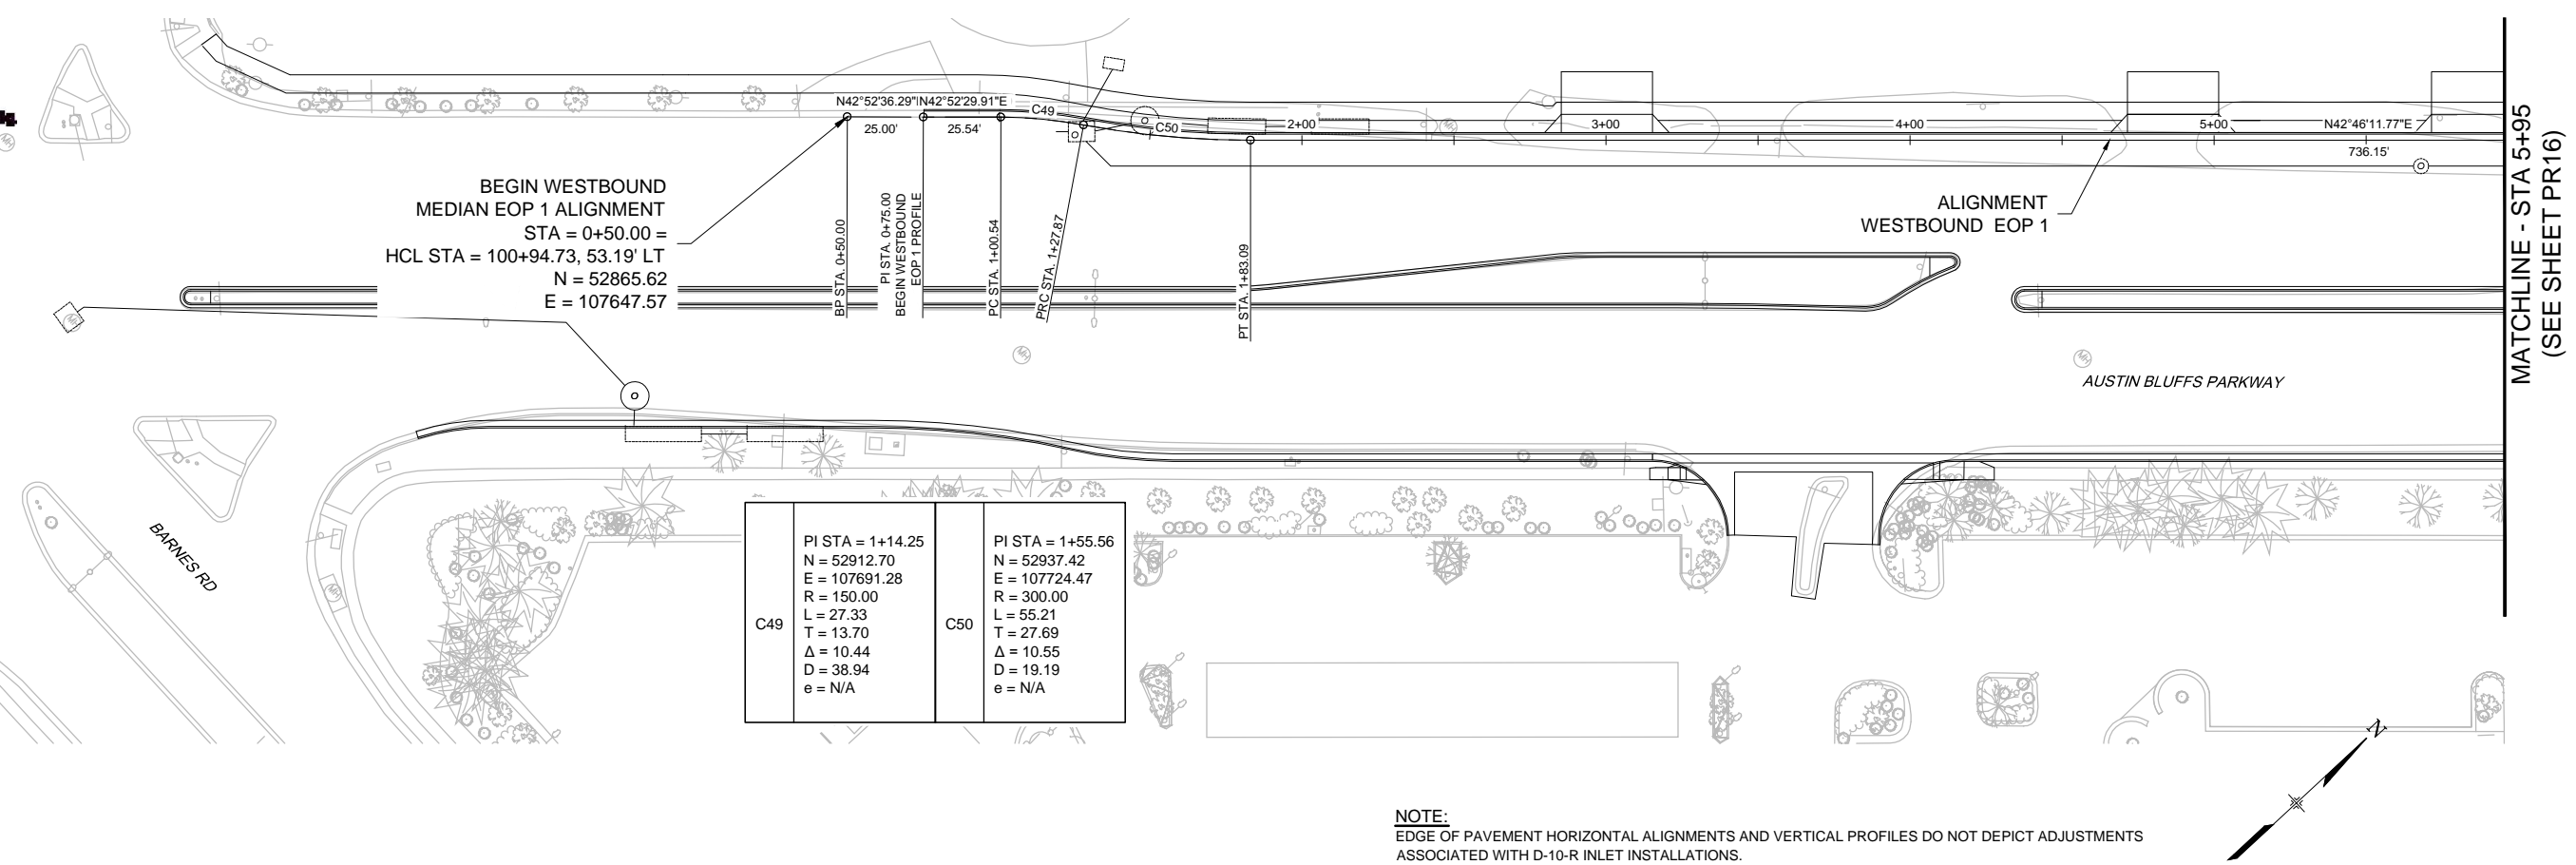 N42°52'36.29"
N42°52'29.91"E
C49
25.00'
25.54'
C50
2+00
3+00
4+00
5+00
N42°46'11.77"E
736.15'
BEGIN WESTBOUND
MEDIAN EOP 1 ALIGNMENT
STA = 0+50.00 =
HCL STA = 100+94.73, 53.19' LT
N = 52865.62
E = 107647.57
BP STA. 0+50.00
PI STA. 0+75.00
BEGIN WESTBOUND
EOP 1 PROFILE
PC STA. 1+00.54
PRC STA. 1+27.87
PT STA. 1+83.09
ALIGNMENT
WESTBOUND EOP 1
MATCHLINE - STA 5+95
(SEE SHEET PR16)
MH
MH
MH
MH
MH
MH
AUSTIN BLUFFS PARKWAY
BARNES RD
C49
PI STA = 1+14.25
N = 52912.70
E = 107691.28
R = 150.00
L = 27.33
T = 13.70
Δ = 10.44
D = 38.94
e = N/A
C50
PI STA = 1+55.56
N = 52937.42
E = 107724.47
R = 300.00
L = 55.21
T = 27.69
Δ = 10.55
D = 19.19
e = N/A
N
NOTE:
EDGE OF PAVEMENT HORIZONTAL ALIGNMENTS AND VERTICAL PROFILES DO NOT DEPICT ADJUSTMENTS
ASSOCIATED WITH D-10-R INLET INSTALLATIONS.